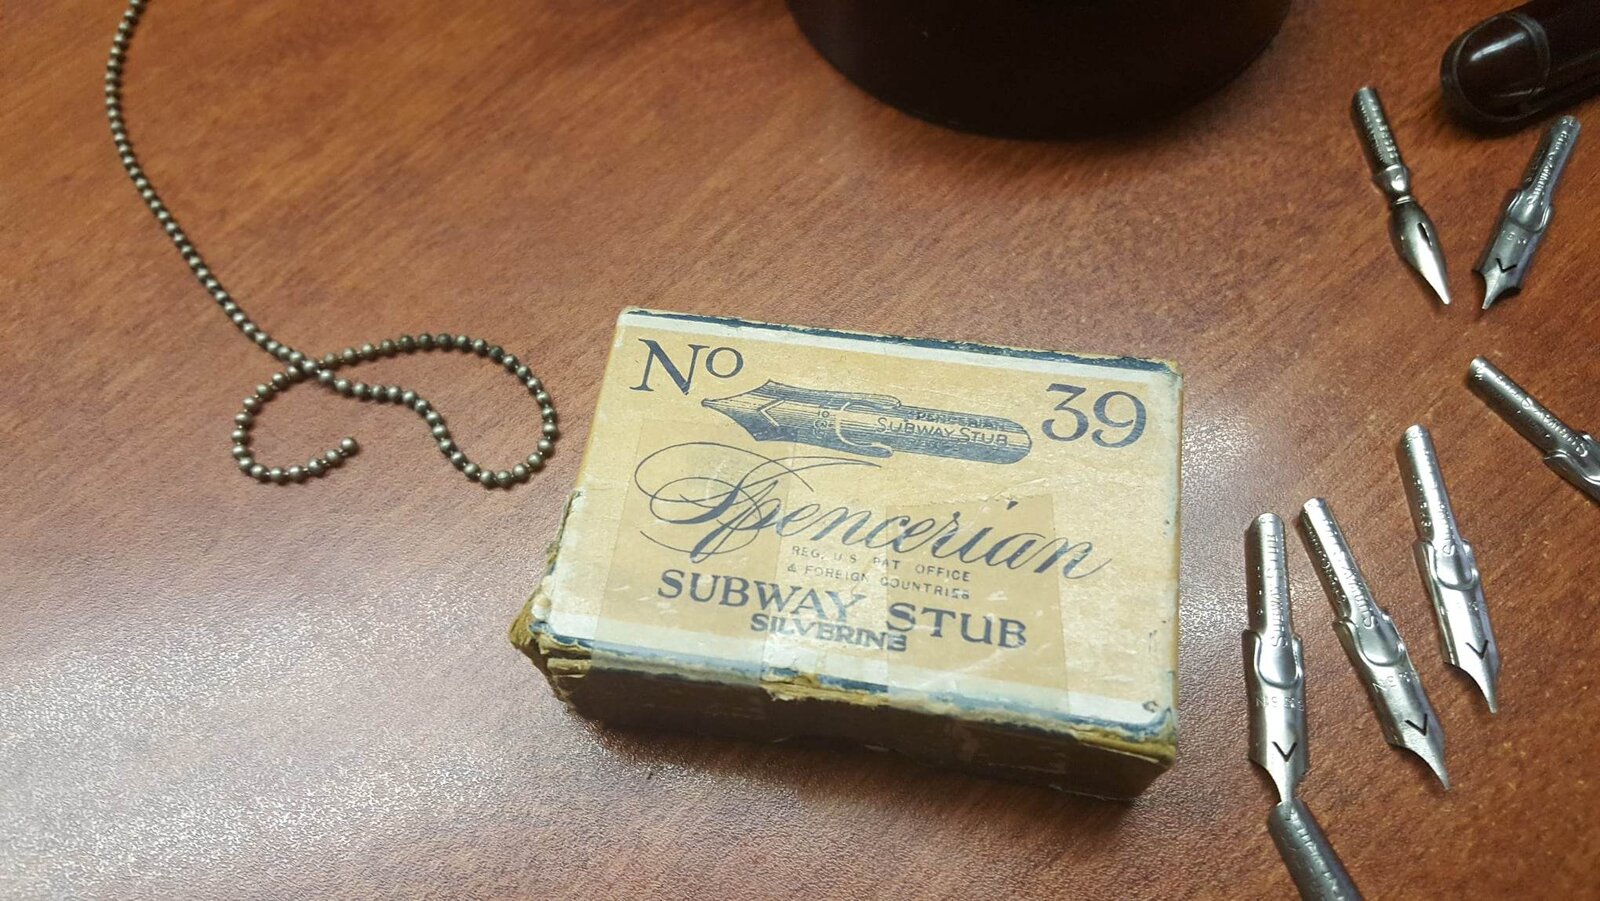 No 39
SPENCERIAN
SUBWAY STUB
Spencerian
REG. U.S. PAT OFFICE
& FOREIGN COUNTRIES
SUBWAY STUB
SILVERINE